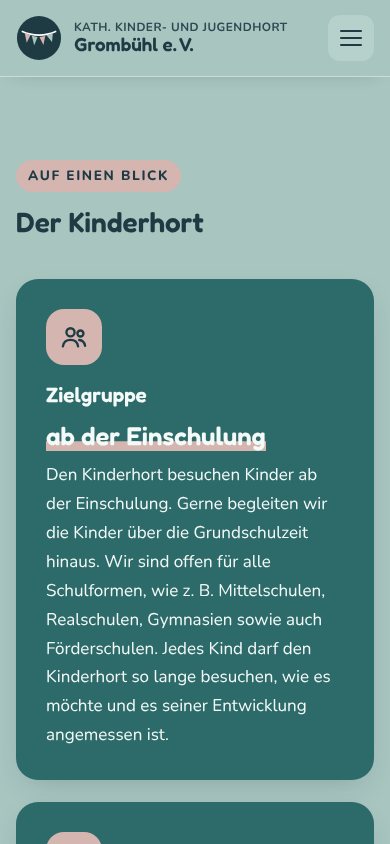 KATH. KINDER- UND JUGENDHORT
Grombühl e.V.
AUF EINEN BLICK
Der Kinderhort
Zielgruppe
ab der Einschulung
Den Kinderhort besuchen Kinder ab
der Einschulung. Gerne begleiten wir
die Kinder über die Grundschulzeit
hinaus. Wir sind offen für alle
Schulformen, wie z. B. Mittelschulen,
Realschulen, Gymnasien sowie auch
Förderschulen. Jedes Kind darf den
Kinderhort so lange besuchen, wie es
möchte und es seiner Entwicklung
angemessen ist.